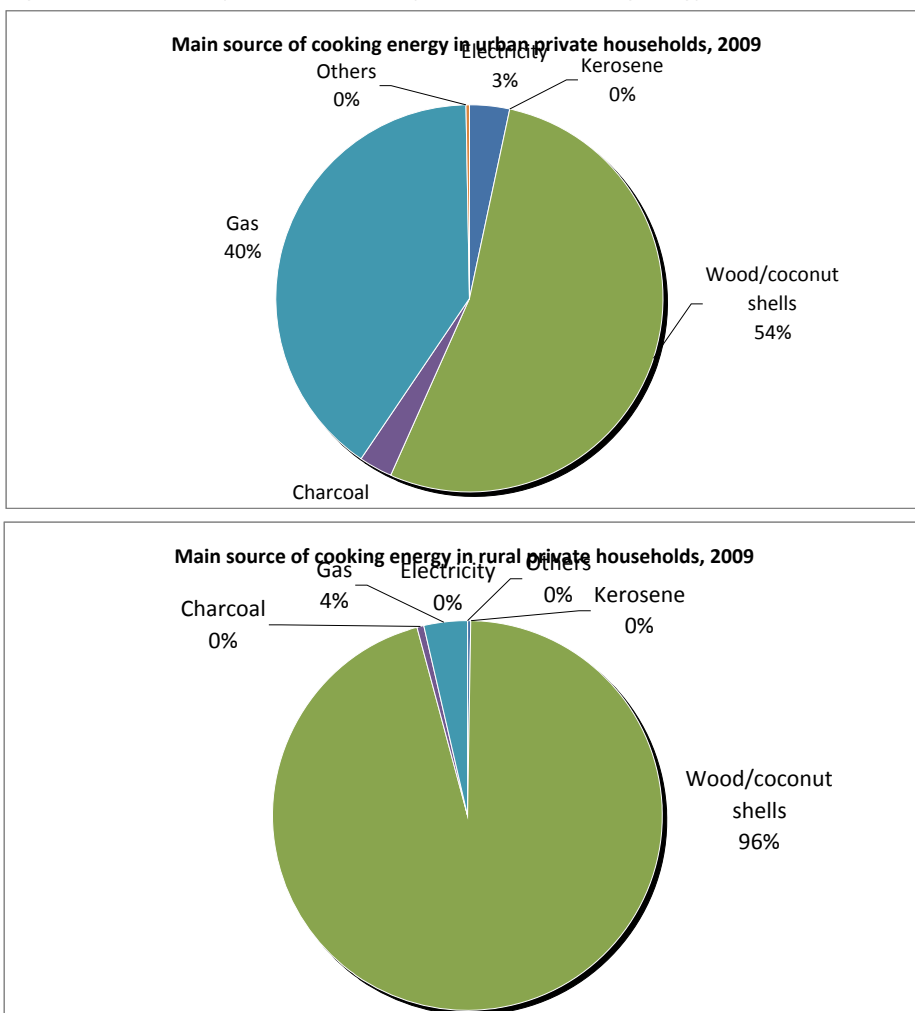 Main source of cooking energy in urban private households, 2009
Electricity
3%
Kerosene
0%
Others
0%
Gas
40%
Wood/coconut
shells
54%
Charcoal
Main source of cooking energy in rural private households, 2009
Gas
4%
Electricity
0%
Others
0%
Kerosene
0%
Charcoal
0%
Wood/coconut
shells
96%